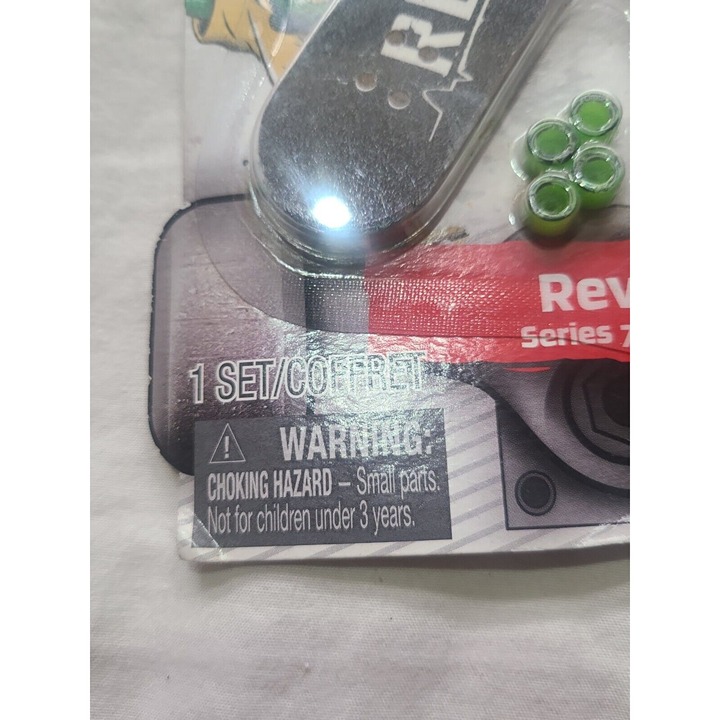 Rev
Series 7
1 SET/COFFRET
WARNING:
CHOKING HAZARD – Small parts.
Not for children under 3 years.